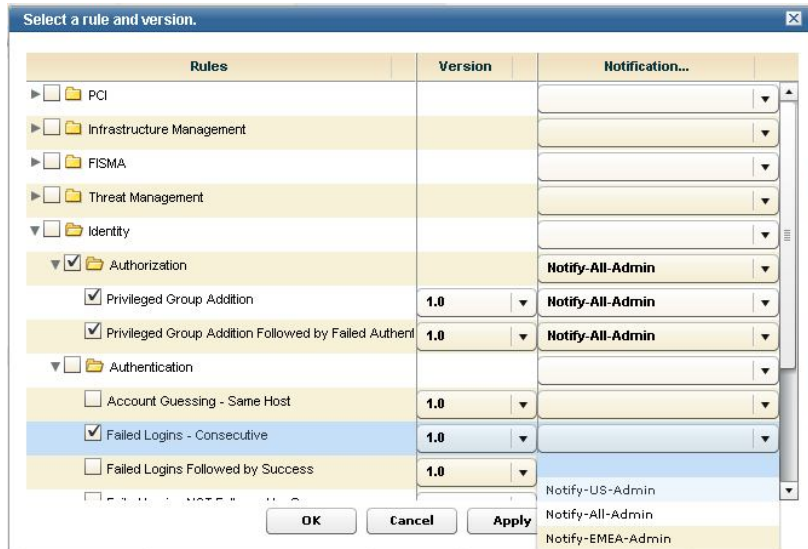 Select a rule and version.
Rules Version Notification...
PCI
Infrastructure Management
FISMA
Threat Management
Identity
Authorization Notify-All-Admin
Privileged Group Addition 1.0 Notify-All-Admin
Privileged Group Addition Followed by Failed Authent 1.0 Notify-All-Admin
Authentication
Account Guessing - Same Host 1.0
Failed Logins - Consecutive 1.0
Failed Logins Followed by Success 1.0
Notify-US-Admin
Notify-All-Admin
Notify-EMEA-Admin
OK Cancel Apply